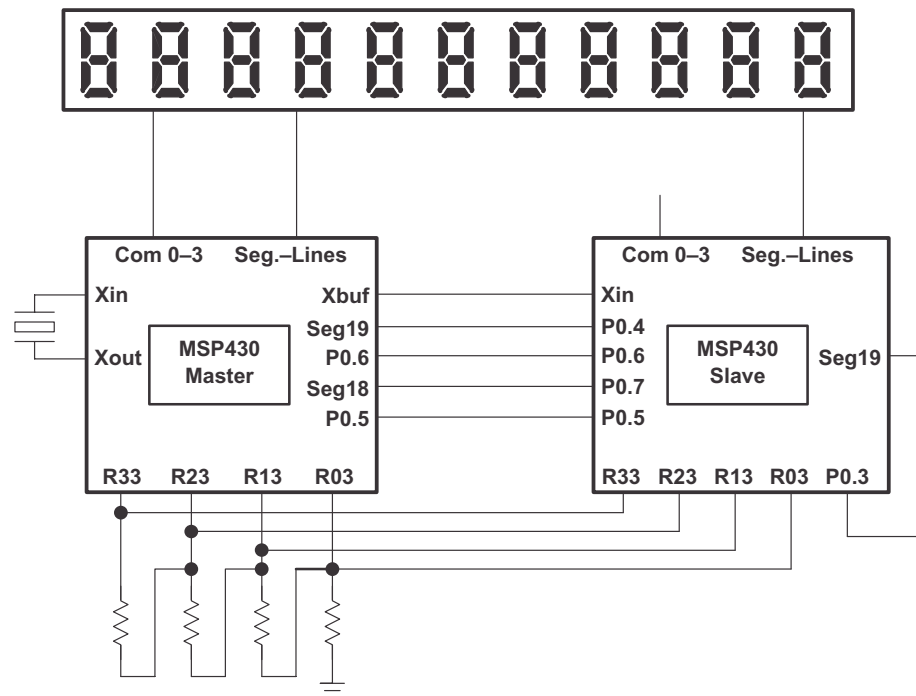 Com 0–3 Seg.–Lines
Xin
Xbuf
Seg19
Xout
P0.6
Seg18
P0.5
MSP430
Master
R33 R23 R13 R03
Com 0–3 Seg.–Lines
Xin
P0.4
P0.6
P0.7
P0.5
Seg19
MSP430
Slave
R33 R23 R13 R03 P0.3